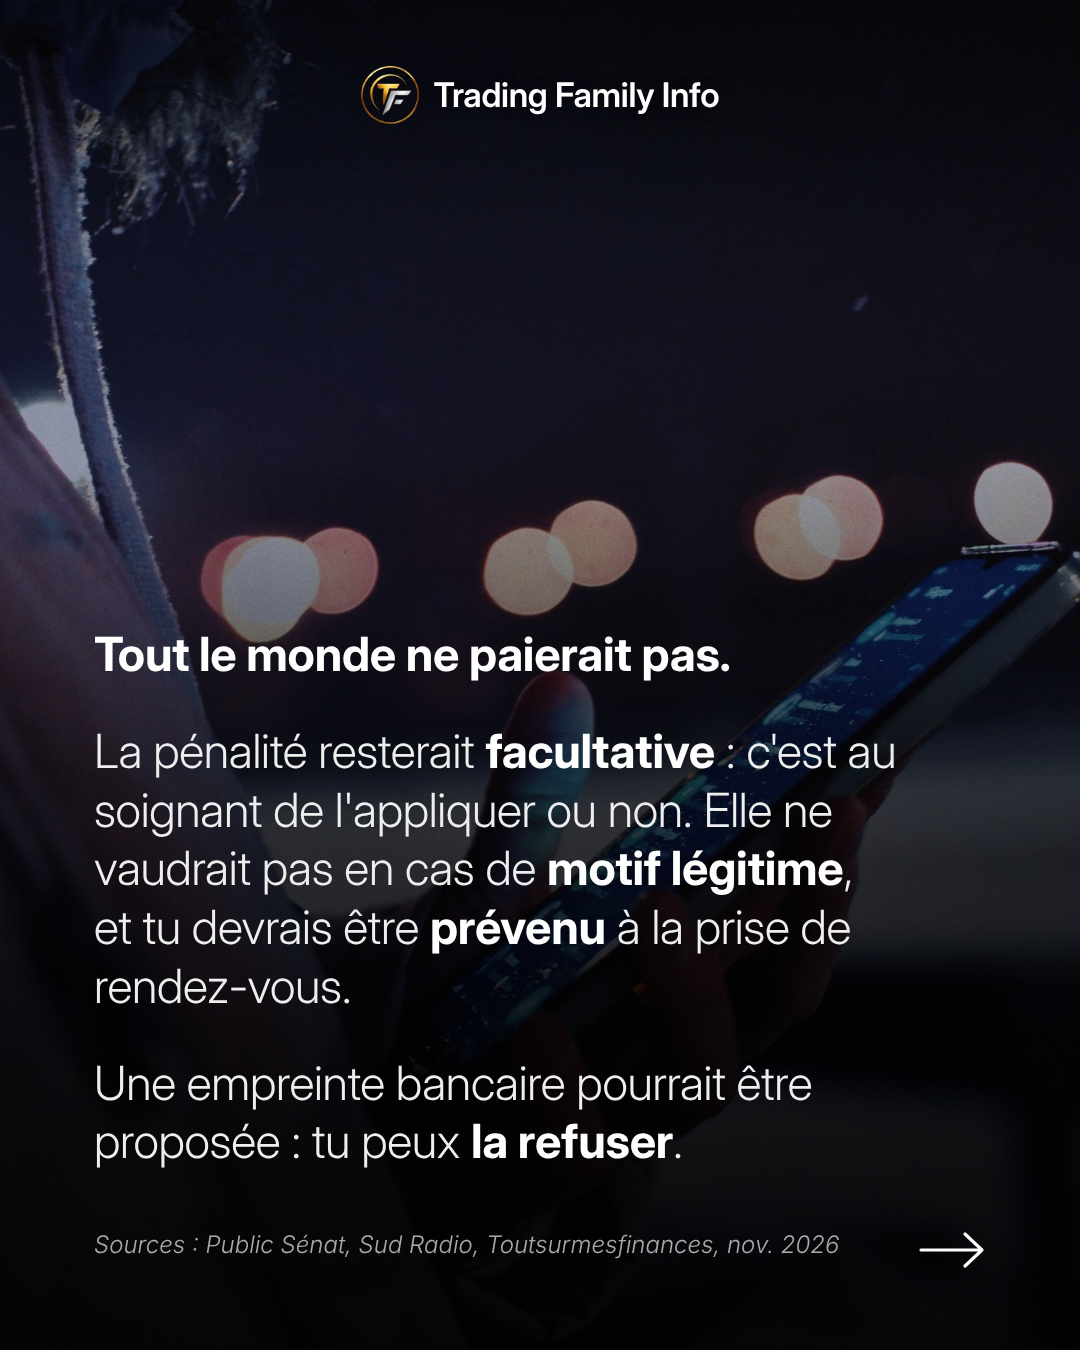 TF Trading Family Info
Tout le monde ne paierait pas.
La pénalité resterait facultative : c'est au
soignant de l'appliquer ou non. Elle ne
vaudrait pas en cas de motif légitime,
et tu devrais être prévenu à la prise de
rendez-vous.
Une empreinte bancaire pourrait être
proposée : tu peux la refuser.
Sources : Public Sénat, Sud Radio, Toutsurmesfinances, nov. 2026